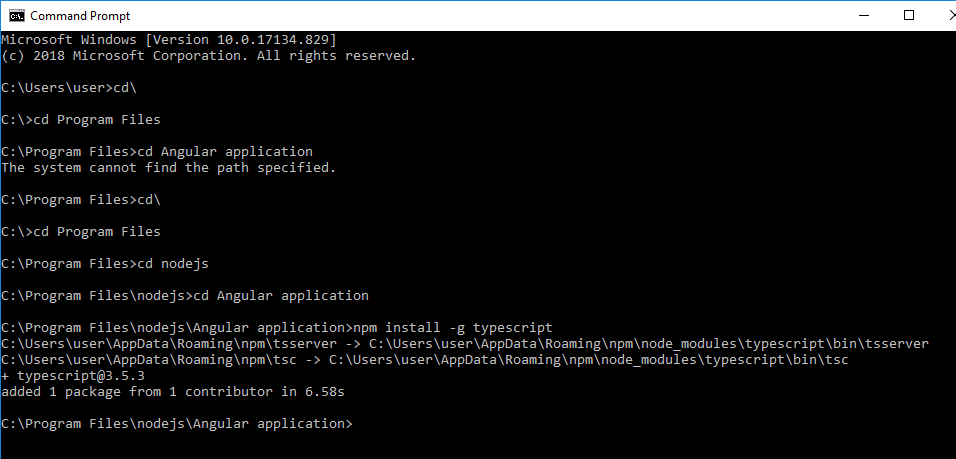 Command Prompt
Microsoft Windows [Version 10.0.17134.829]
(c) 2018 Microsoft Corporation. All rights reserved.
C:\Users\user>cd\
C:\>cd Program Files
C:\Program Files>cd Angular application
The system cannot find the path specified.
C:\Program Files>cd\
C:\>cd Program Files
C:\Program Files>cd nodejs
C:\Program Files\nodejs>cd Angular application
C:\Program Files\nodejs\Angular application>npm install -g typescript
C:\Users\user\AppData\Roaming\npm\tsserver -> C:\Users\user\AppData\Roaming\npm\node_modules\typescript\bin\tsserver
C:\Users\user\AppData\Roaming\npm\tsc -> C:\Users\user\AppData\Roaming\npm\node_modules\typescript\bin\tsc
+ typescript@3.5.3
added 1 package from 1 contributor in 6.58s
C:\Program Files\nodejs\Angular application>